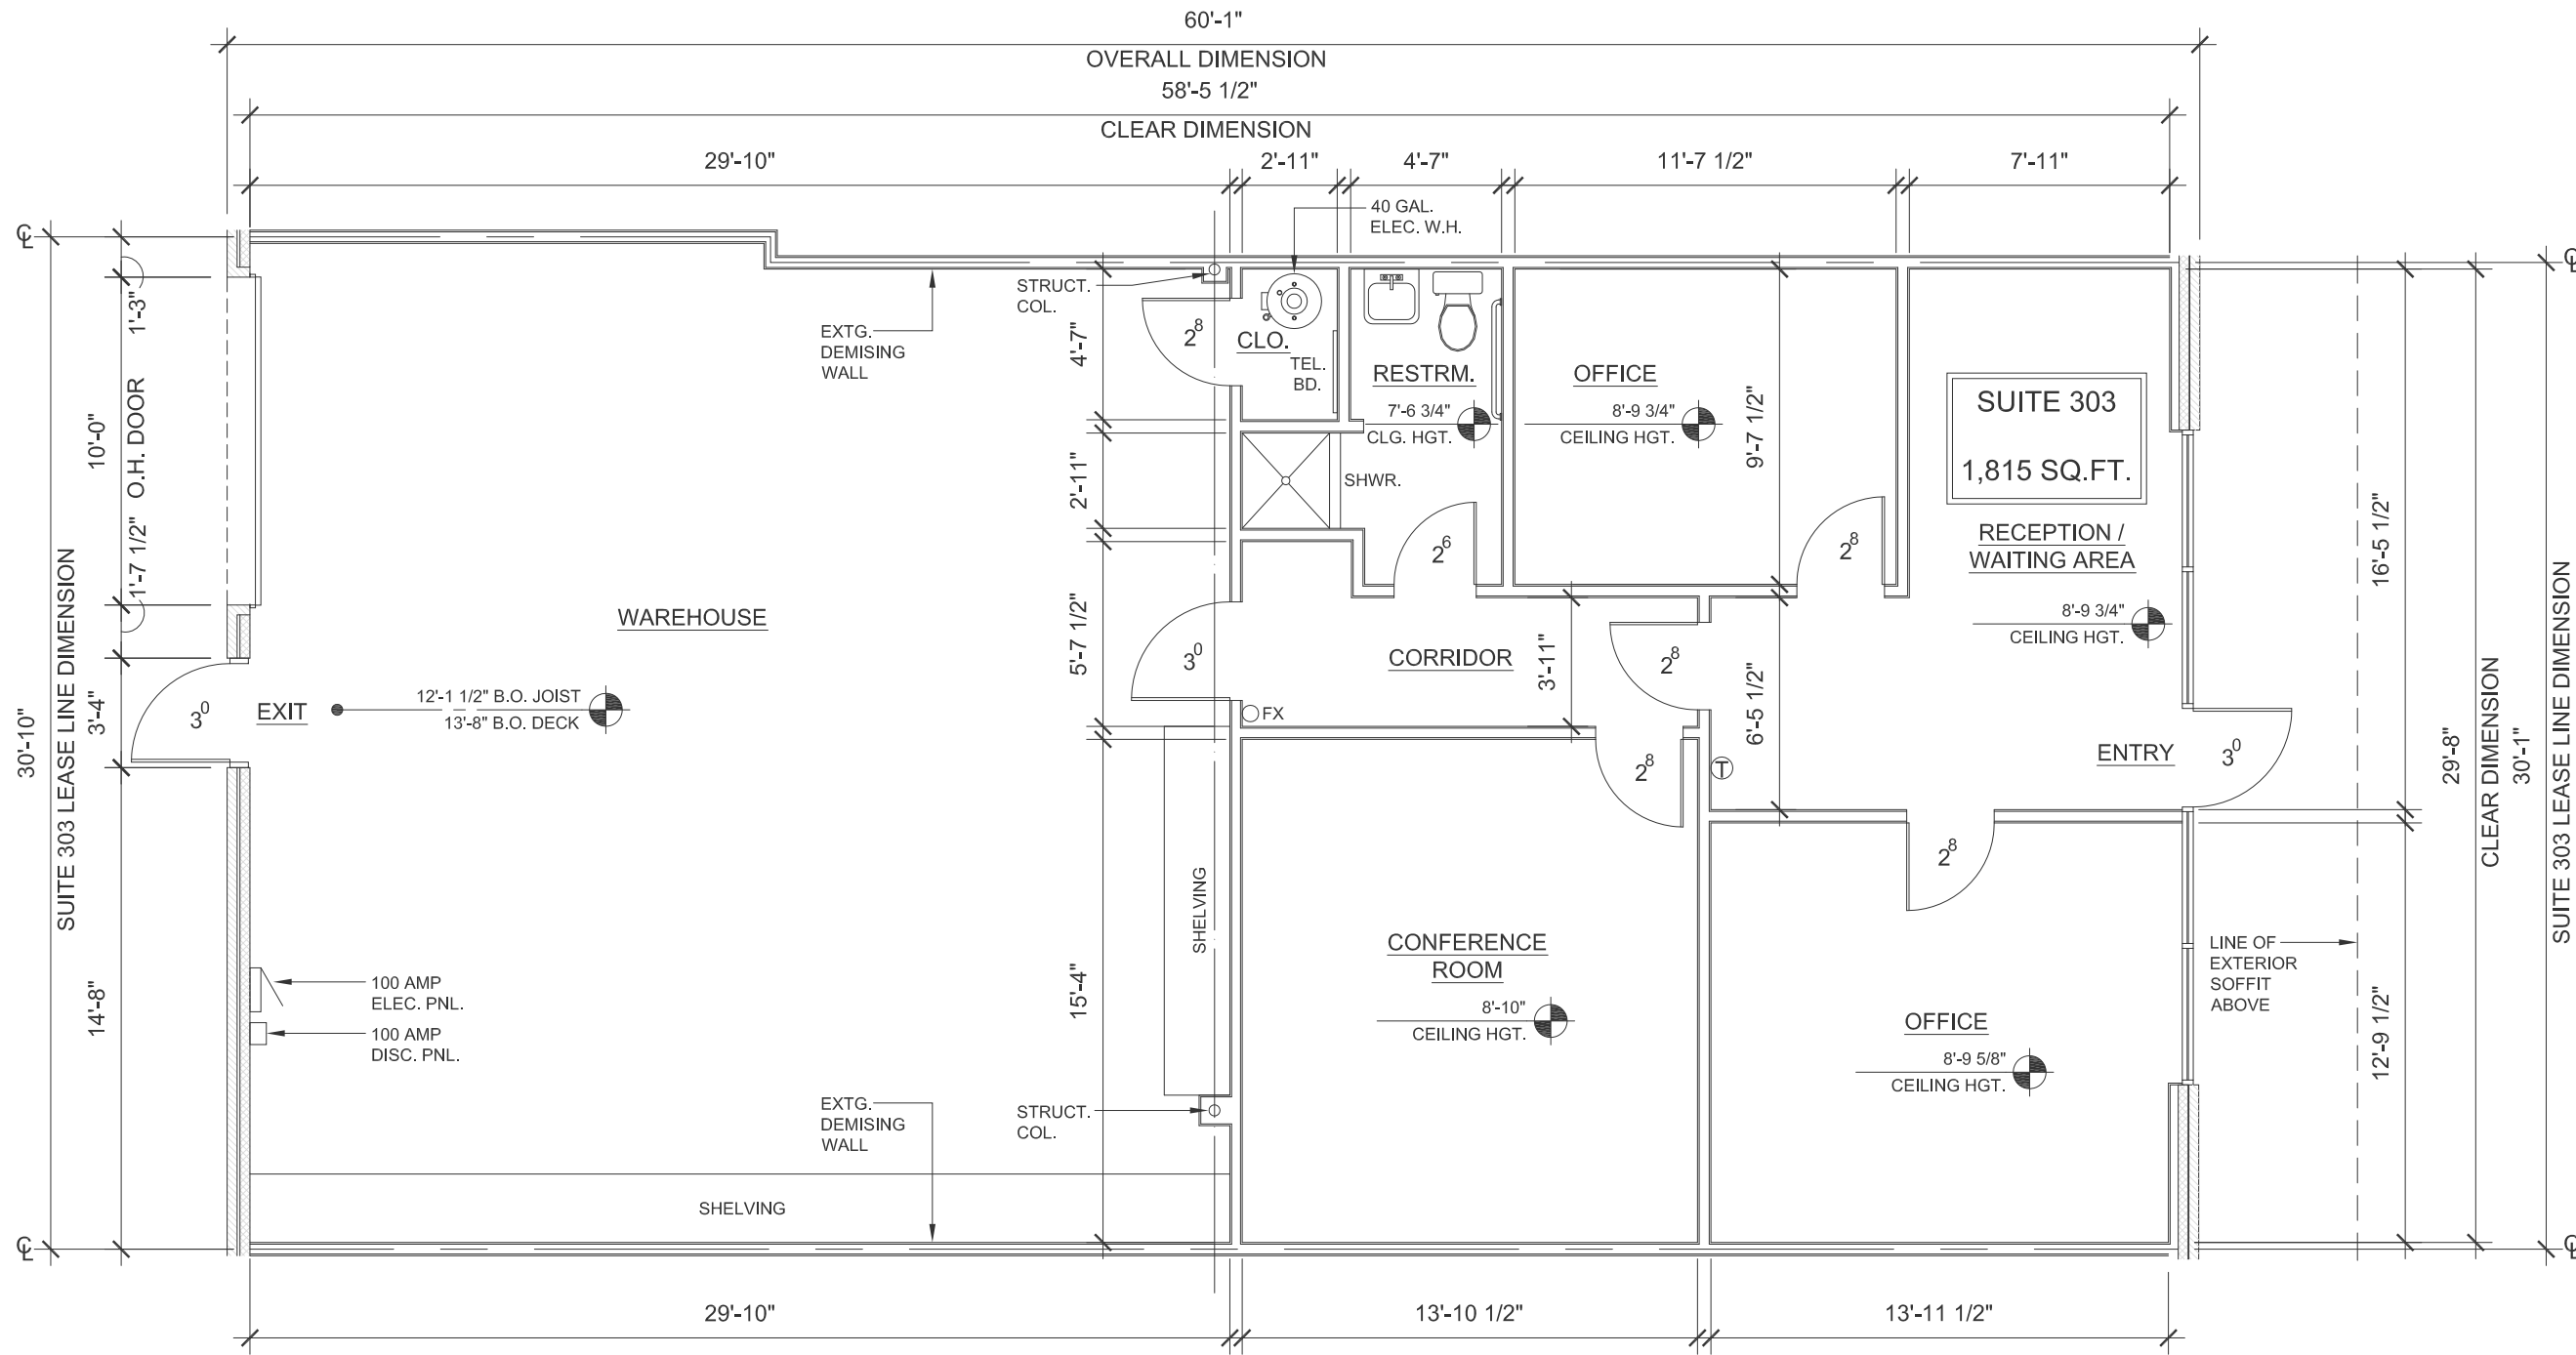 60'-1"
OVERALL DIMENSION
58'-5 1/2"
CLEAR DIMENSION
29'-10"
2'-11"
4'-7"
11'-7 1/2"
7'-11"
40 GAL.
ELEC. W.H.
STRUCT.
COL.
EXTG.
DEMISING
WALL
CLO.
TEL.
BD.
RESTRM.
7'-6 3/4"
CLG. HGT.
OFFICE
8'-9 3/4"
CEILING HGT.
SUITE 303
1,815 SQ.FT.
RECEPTION /
WAITING AREA
8'-9 3/4"
CEILING HGT.
SHWR.
2⁸
2⁶
2⁸
9'-7 1/2"
4'-7"
2'-11"
5'-7 1/2"
15'-4"
1'-3"
10'-0"
O.H. DOOR
1'-7 1/2"
3'-4"
14'-8"
30'-10"
SUITE 303 LEASE LINE DIMENSION
WAREHOUSE
EXIT
3⁰
12'-1 1/2" B.O. JOIST
13'-8" B.O. DECK
3⁰
CORRIDOR
FX
3'-11"
2⁸
6'-5 1/2"
T
2⁸
ENTRY
3⁰
2⁸
16'-5 1/2"
12'-9 1/2"
29'-8"
CLEAR DIMENSION
30'-1"
SUITE 303 LEASE LINE DIMENSION
SHELVING
CONFERENCE
ROOM
8'-10"
CEILING HGT.
OFFICE
8'-9 5/8"
CEILING HGT.
LINE OF
EXTERIOR
SOFFIT
ABOVE
100 AMP
ELEC. PNL.
100 AMP
DISC. PNL.
EXTG.
DEMISING
WALL
STRUCT.
COL.
SHELVING
29'-10"
13'-10 1/2"
13'-11 1/2"